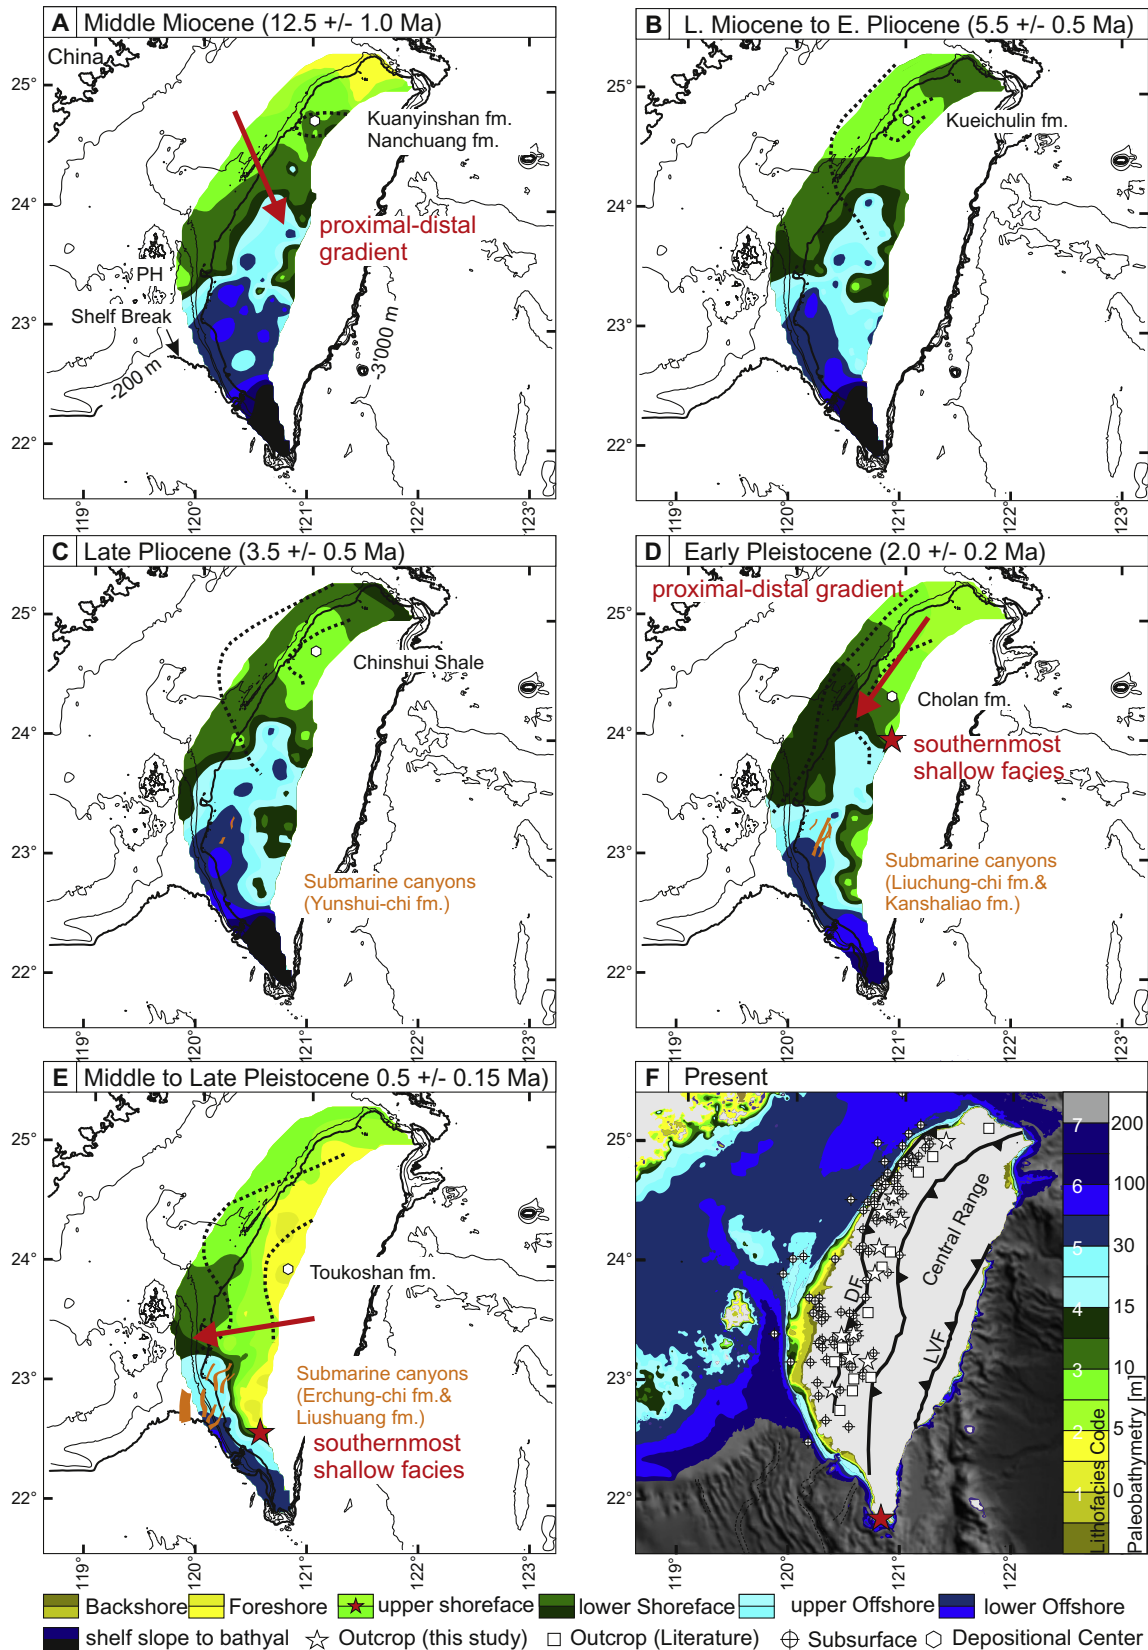 A Middle Miocene (12.5 +/- 1.0 Ma)
China
25°
24°
23°
22°
Kuanyinshan fm.
Nanchuang fm.
proximal-distal
gradient
PH
Shelf Break
-200 m
-3'000 m
119°
120°
121°
122°
123°
B L. Miocene to E. Pliocene (5.5 +/- 0.5 Ma)
25°
24°
23°
22°
Kueichulin fm.
119°
120°
121°
122°
123°
C Late Pliocene (3.5 +/- 0.5 Ma)
25°
24°
23°
22°
Chinshui Shale
Submarine canyons
(Yunshui-chi fm.)
119°
120°
121°
122°
123°
D Early Pleistocene (2.0 +/- 0.2 Ma)
proximal-distal gradient
25°
24°
23°
22°
Cholan fm.
southernmost
shallow facies
Submarine canyons
(Liuchung-chi fm.&
Kanshaliao fm.)
119°
120°
121°
122°
123°
E Middle to Late Pleistocene 0.5 +/- 0.15 Ma)
25°
24°
23°
22°
Toukoshan fm.
Submarine canyons
(Erchung-chi fm.&
Liushuang fm.)
southernmost
shallow facies
119°
120°
121°
122°
123°
F Present
25°
24°
23°
22°
Central Range
DF
LVF
119°
120°
121°
122
7
6
5
4
3
2
1
Lithofacies Code
200
100
30
15
10
5
0
Paleobathymetry [m]
Backshore Foreshore upper shoreface lower Shoreface upper Offshore lower Offshore
shelf slope to bathyal Outcrop (this study) Outcrop (Literature) Subsurface Depositional Center